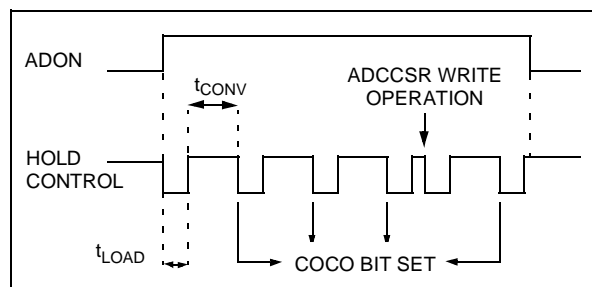 ADON
ADCCSR WRITE
OPERATION
tCONV
HOLD
CONTROL
tLOAD
COCO BIT SET